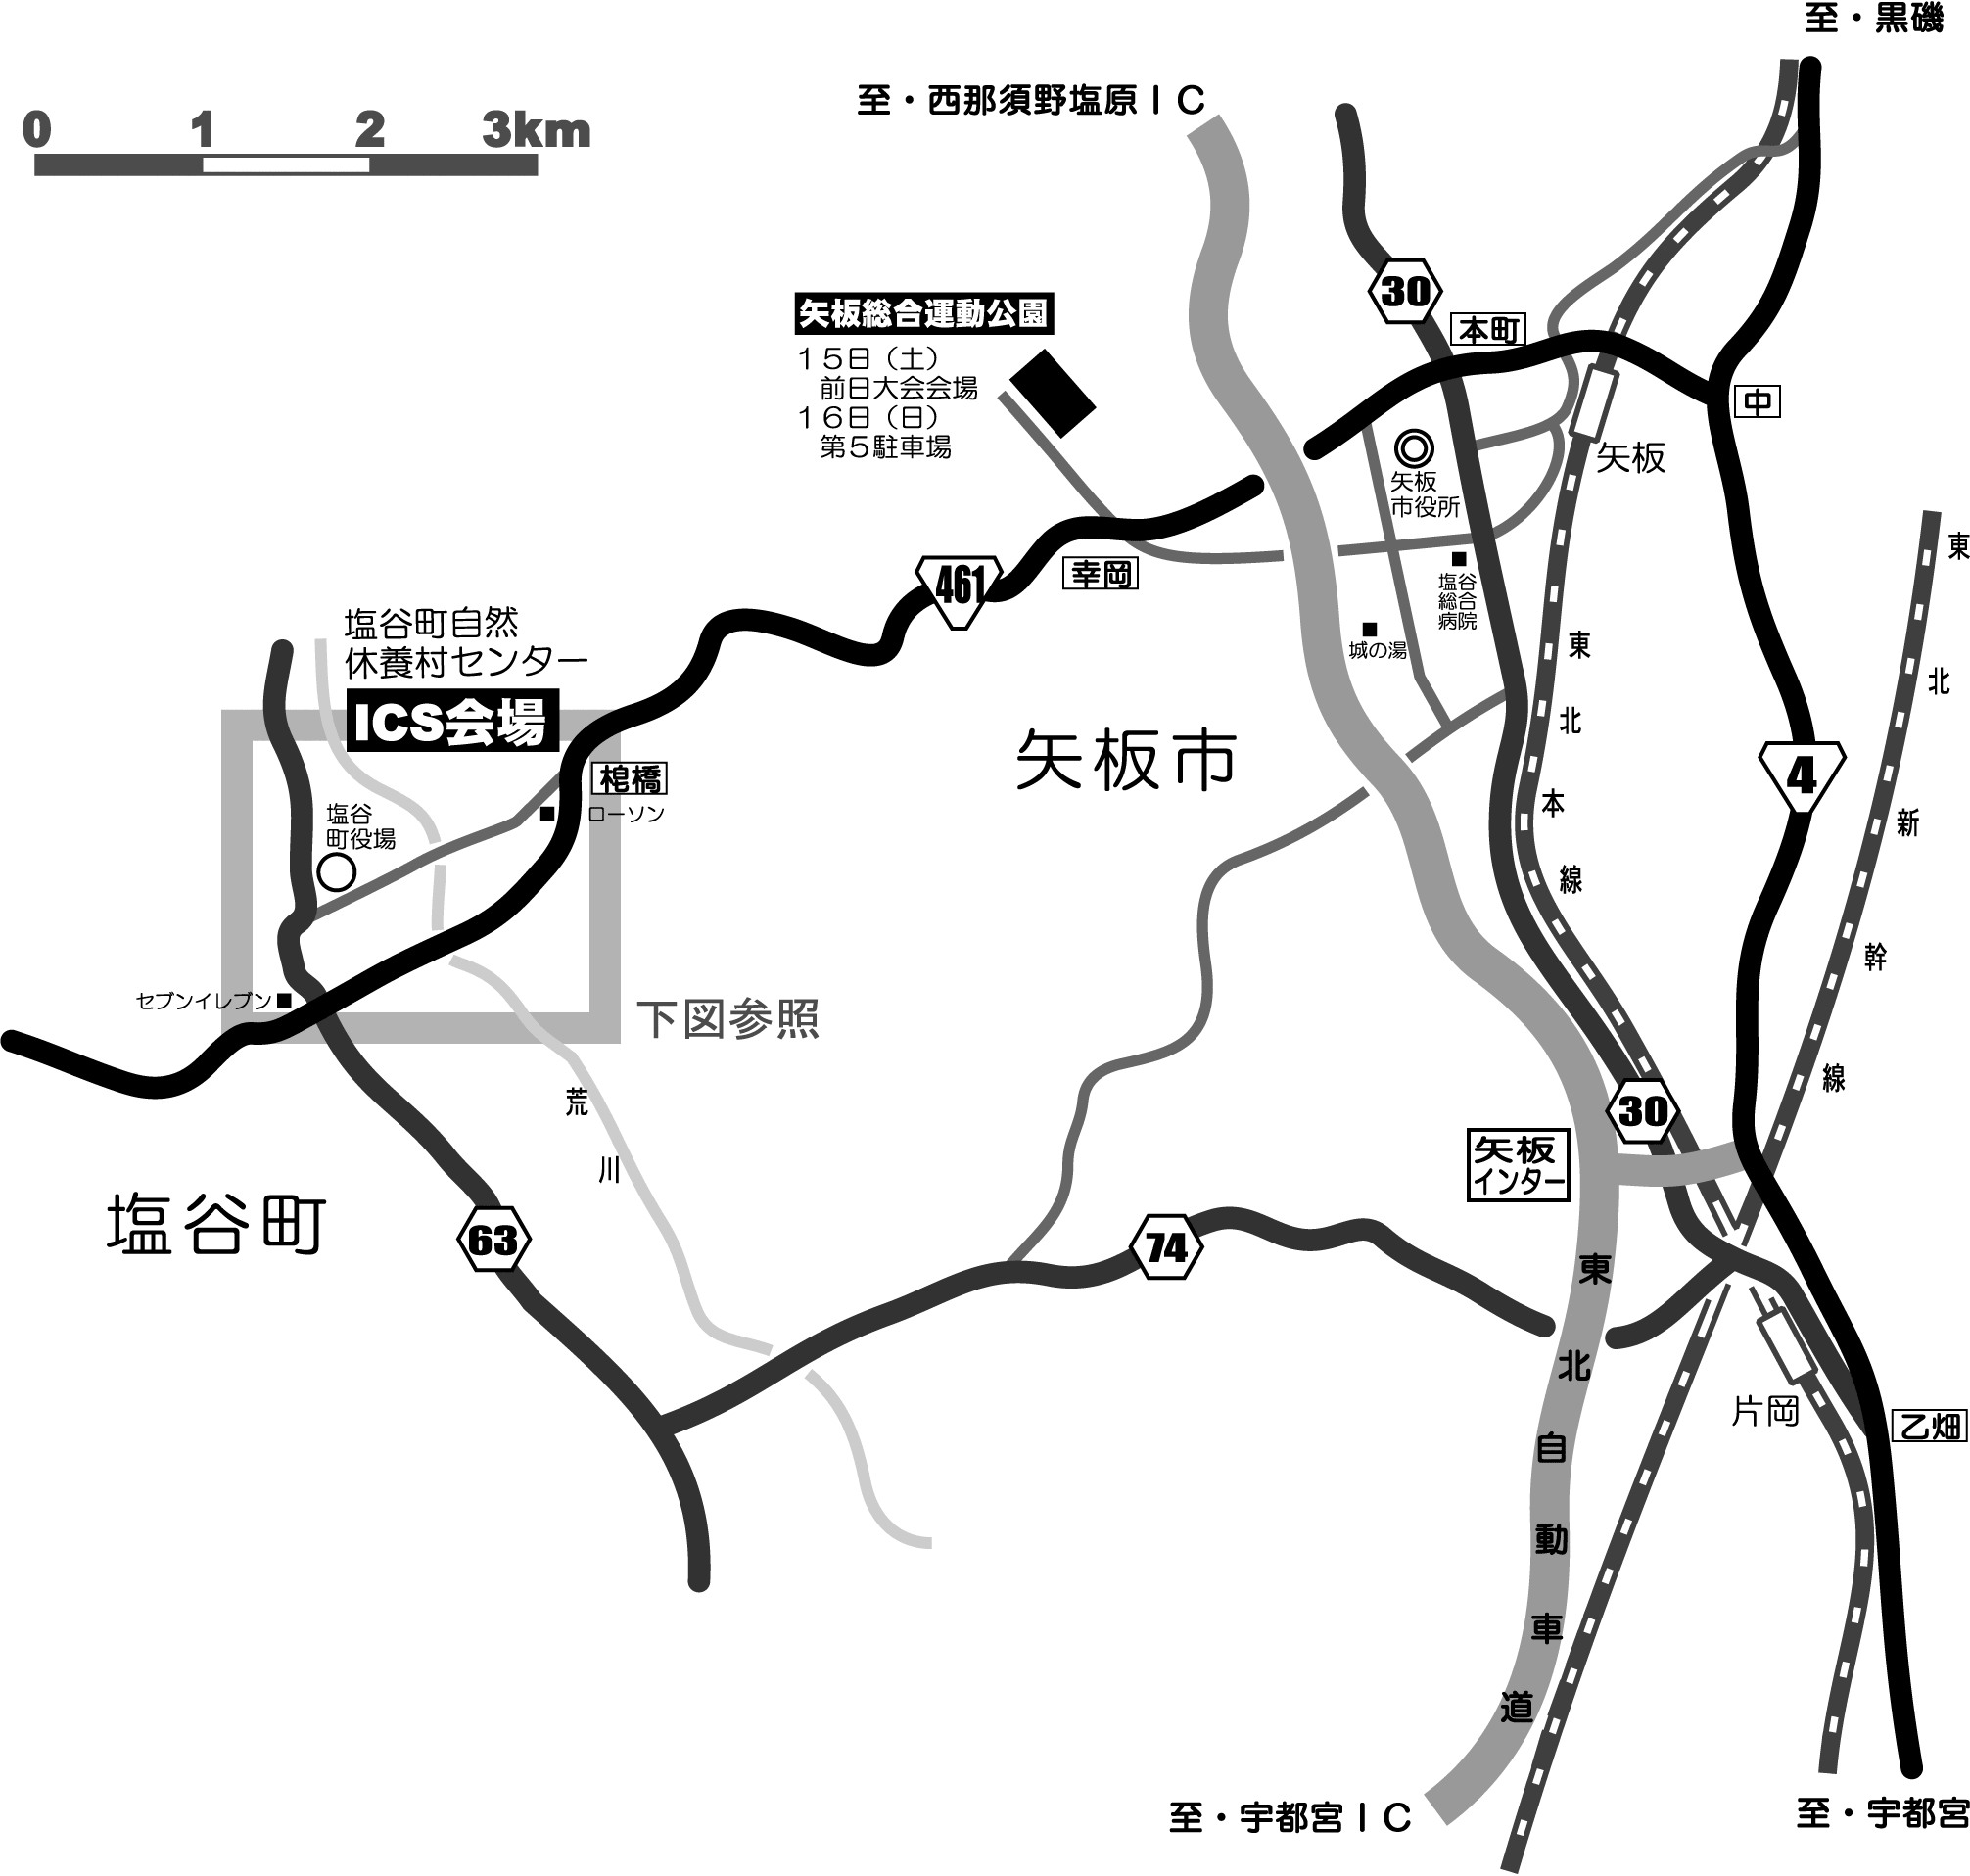 至・黒磯
至・西那須野塩原ＩＣ
0 1 2 3km
30
矢板総合運動公園
１５日（土）
前日大会会場
１６日（日）
第５駐車場
本町
中
矢板
矢板
市役所
461
幸岡
塩谷
総合
病院
城の湯
東北新幹線
東北本線
塩谷町自然
休養村センター
ICS会場
矢板市
4
ローソン
塩谷
町役場
セブンイレブン
下図参照
荒川
30
矢板
インター
塩谷町
63
74
東北自動車道
片岡
乙畑
至・宇都宮ＩＣ
至・宇都宮